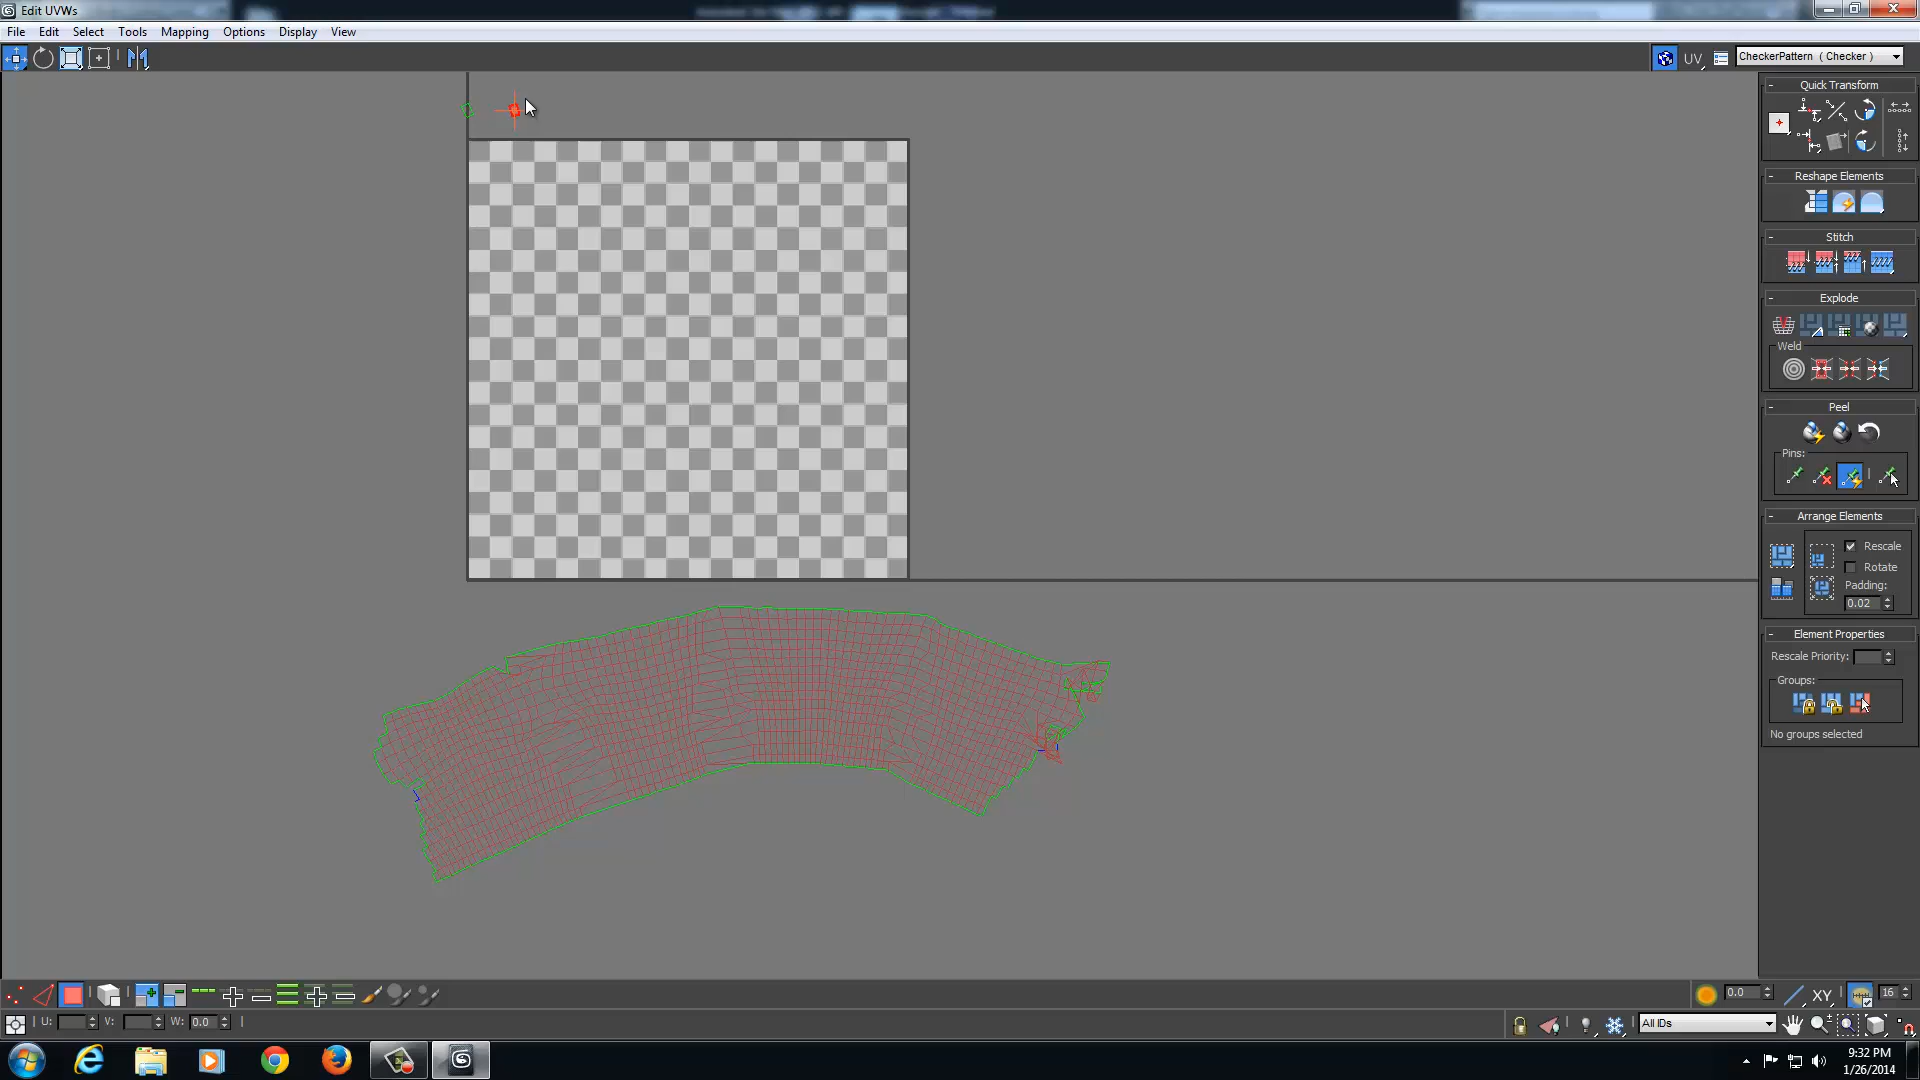 Edit UVWs
File Edit Select Tools Mapping Options Display View
UV CheckerPattern ( Checker )
Quick Transform
Reshape Elements
Stitch
Explode
Weld
Peel
Pins:
Arrange Elements
Rescale
Rotate
Padding:
0.02
Element Properties
Rescale Priority:
Groups:
No groups selected
0.0 XY 16
U: V: W: 0.0 All IDs
9:32 PM
1/26/2014